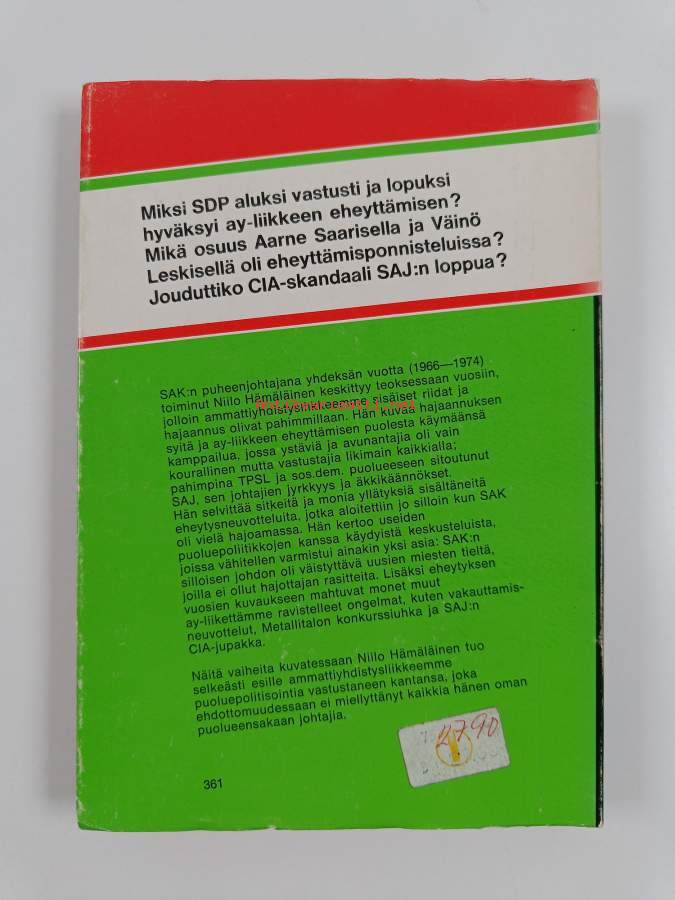 Miksi SDP aluksi vastusti ja lopuksi
hyväksyi ay-liikkeen eheyttämisen?
Mikä osuus Aarne Saarisella ja Väinö
Leskisellä oli eheyttämisponnisteluissa?
Jouduttiko CIA-skandaali SAJ:n loppua?
SAK:n puheenjohtajana yhdeksän vuotta (1966—1974)
toiminut Niilo Hämäläinen keskittyy teoksessaan vuosiin,
jolloin ammattiyhdistysliikkeemme sisäiset riidat ja
hajaannus olivat pahimmillaan. Hän kuvaa hajaannuksen
syitä ja ay-liikkeen eheyttämisen puolesta käymäänsä
kamppailua, jossa ystäviä ja avunantajia oli vain
kourallinen mutta vastustajia likimain kaikkialla;
pahimpina TPSL ja sos.dem. puolueeseen sitoutunut
SAJ, sen johtajien jyrkkyys ja äkkikäännökset.
Hän selvittää sitkeitä ja monia yllätyksiä sisältäneitä
eheytysneuvotteluita, jotka aloitettiin jo silloin kun SAK
oli vielä hajoamassa. Hän kertoo useiden
puoluepoliitikkojen kanssa käydyistä keskusteluista,
joissa vähitellen varmistui ainakin yksi asia: SAK:n
silloisen johdon oli väistyttävä uusien miesten tieltä,
joilla ei ollut hajottajan rasitteita. Lisäksi eheytyksen
vuosien kuvaukseen mahtuvat monet muut
ay-liikettämme ravistelleet ongelmat, kuten vakauttamis-
neuvottelut, Metallitalon konkurssiuhka ja SAJ:n
CIA-jupakka.
Näitä vaiheita kuvatessaan Niilo Hämäläinen tuo
selkeästi esille ammattiyhdistysliikkeemme
puoluepolitisointia vastustaneen kantansa, joka
ehdottomuudessaan ei miellyttänyt kaikkia hänen oman
puolueensakaan johtajia.
2790
361